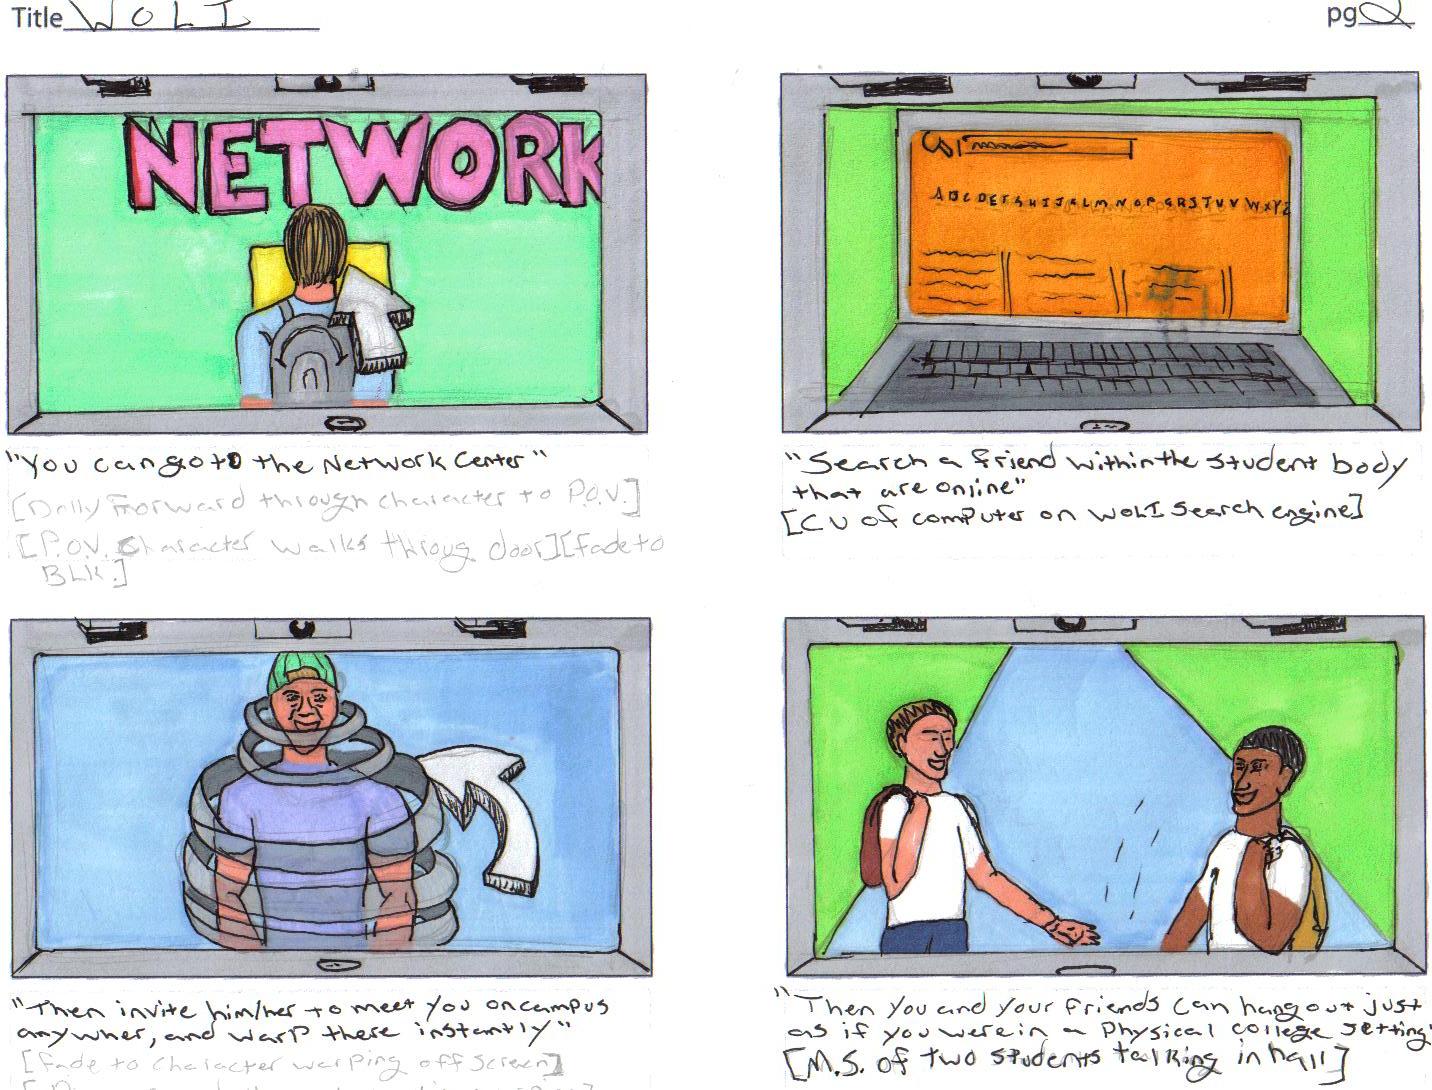 Title WOLI
pg 2
NETWORK
"You can go to the Network Center"
[Dolly Forward through character to P.O.V.]
[P.O.V. Character walks throug door][fade to
BLK.]
A B C D E F G H I J K L M N O P Q R S T U V W X Y Z
"Search a friend within the student body
that are online"
[CU of computer on WOLI search engine]
"Then invite him/her to meet you on campus
anywher, and warp there instantly"
[fade to character warping off screen]
"Then you and your friends can hang out just
as if you were in a Physical college setting"
[M.S. of two students talking in hall]